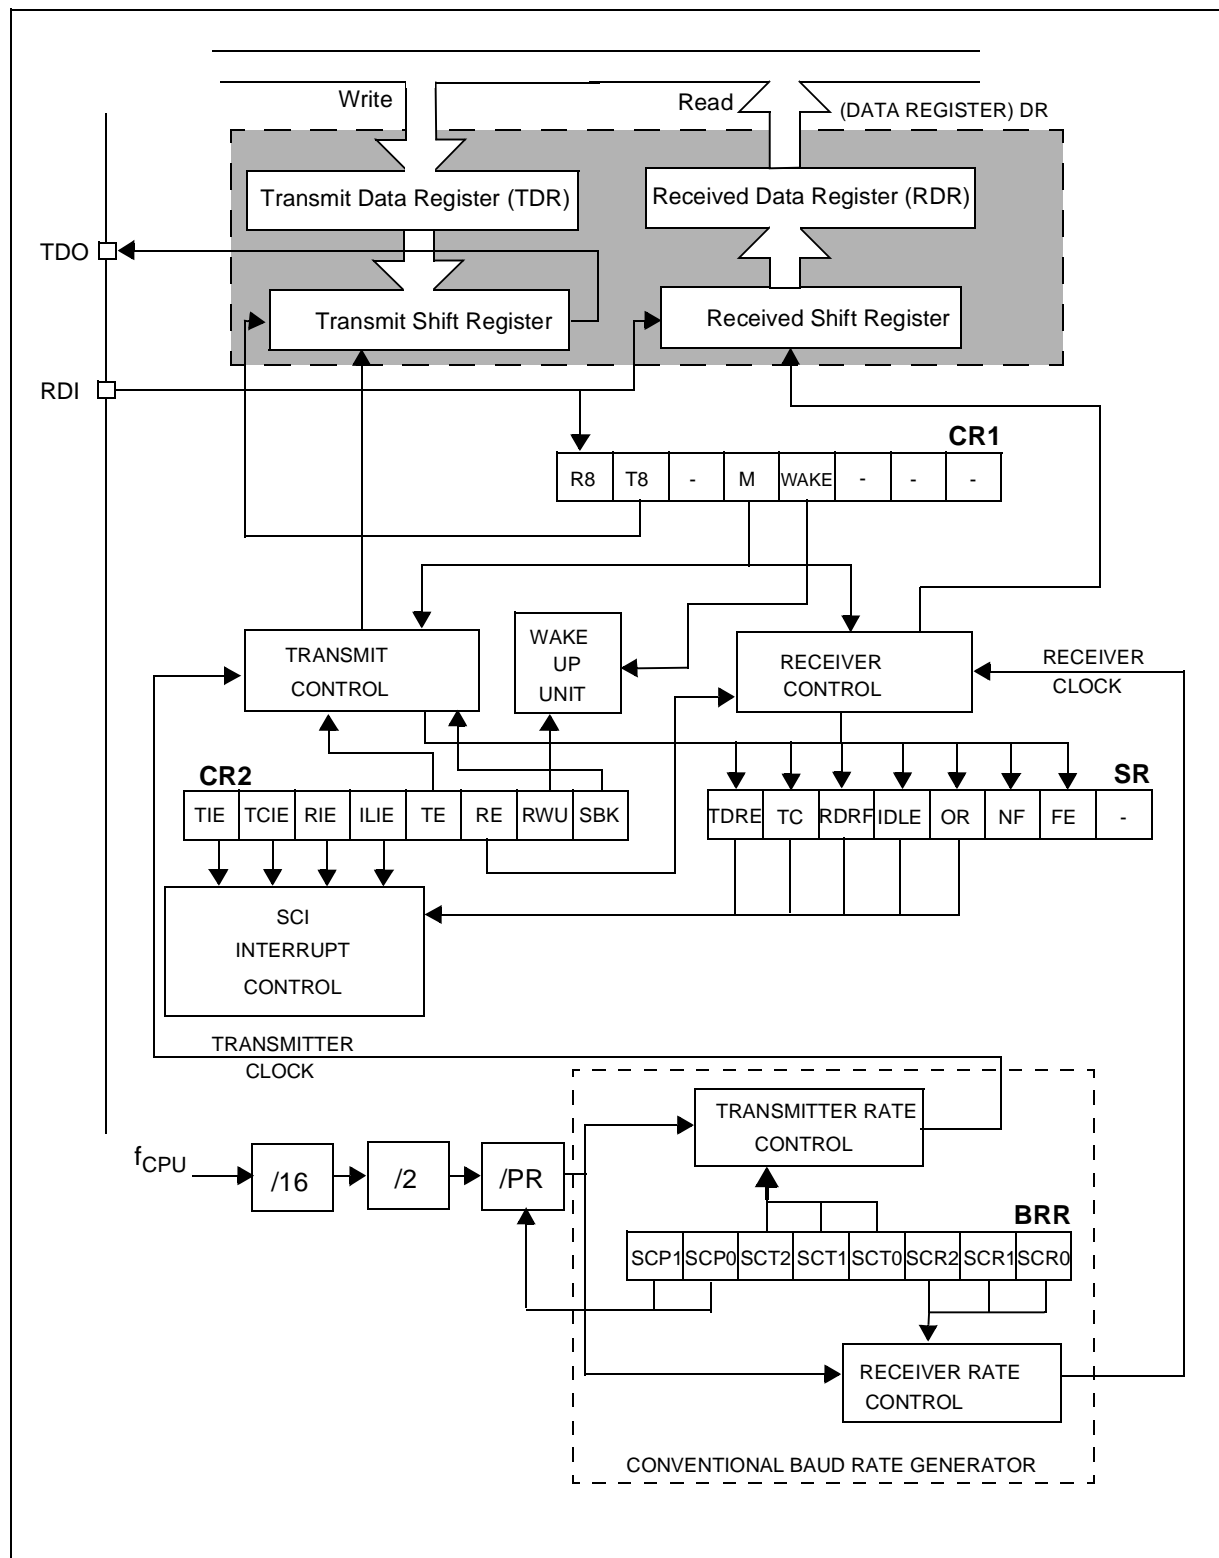 Write
Read
(DATA REGISTER) DR
Transmit Data Register (TDR)
Received Data Register (RDR)
TDO
Transmit Shift Register
Received Shift Register
RDI
CR1
R8 T8 - M WAKE - - -
TRANSMIT
CONTROL
WAKE
UP
UNIT
RECEIVER
CONTROL
RECEIVER
CLOCK
CR2
TIE TCIE RIE ILIE TE RE RWU SBK
SR
TDRE TC RDRF IDLE OR NF FE -
SCI
INTERRUPT
CONTROL
TRANSMITTER
CLOCK
TRANSMITTER RATE
CONTROL
fCPU
/16
/2
/PR
BRR
SCP1 SCP0 SCT2 SCT1 SCT0 SCR2 SCR1 SCR0
RECEIVER RATE
CONTROL
CONVENTIONAL BAUD RATE GENERATOR